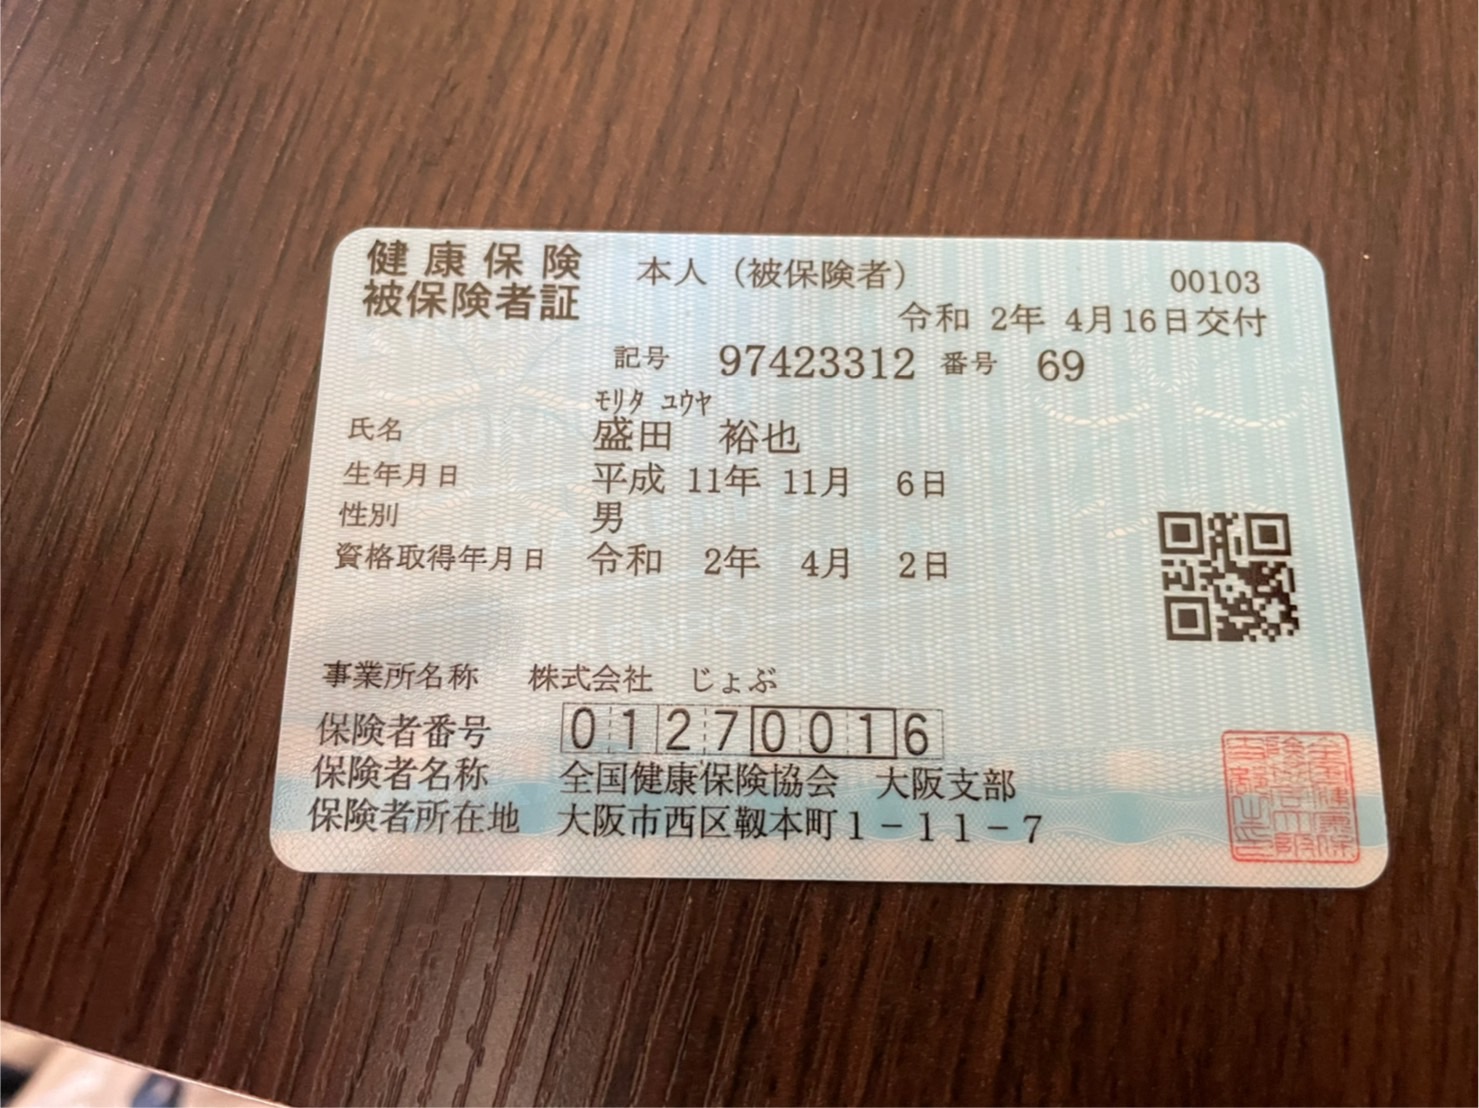 健康保険 本人（被保険者） 00103
被保険者証 令和 2年 4月16日交付
記号 97423312 番号 69
ﾓﾘﾀ ﾕｳﾔ
氏名 盛田 裕也
生年月日 平成 11年 11月 6日
性別 男
資格取得年月日 令和 2年 4月 2日
事業所名称 株式会社 じょぶ
保険者番号 01270016
保険者名称 全国健康保険協会 大阪支部
保険者所在地 大阪市西区靱本町1－11－7